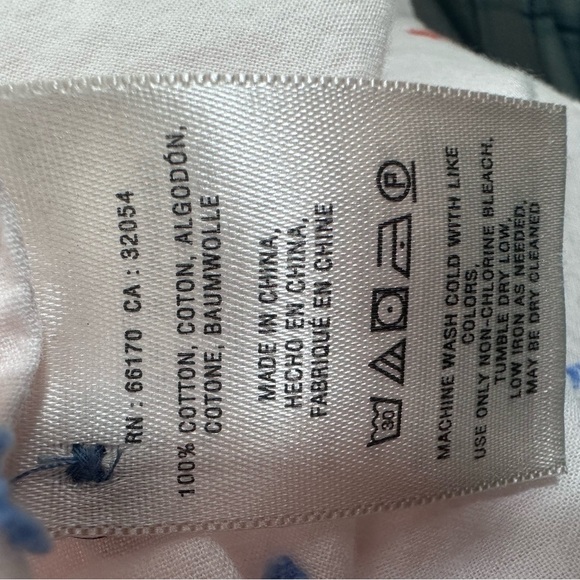 RN : 66170 CA : 32054
100% COTTON, COTON, ALGODÓN,
COTONE, BAUMWOLLE
MADE IN CHINA,
HECHO EN CHINA,
FABRIQUÉ EN CHINE
30 P
MACHINE WASH COLD WITH LIKE
COLORS.
USE ONLY NON-CHLORINE BLEACH.
TUMBLE DRY LOW
LOW IRON AS NEEDED,
MAY BE DRY CLEANED